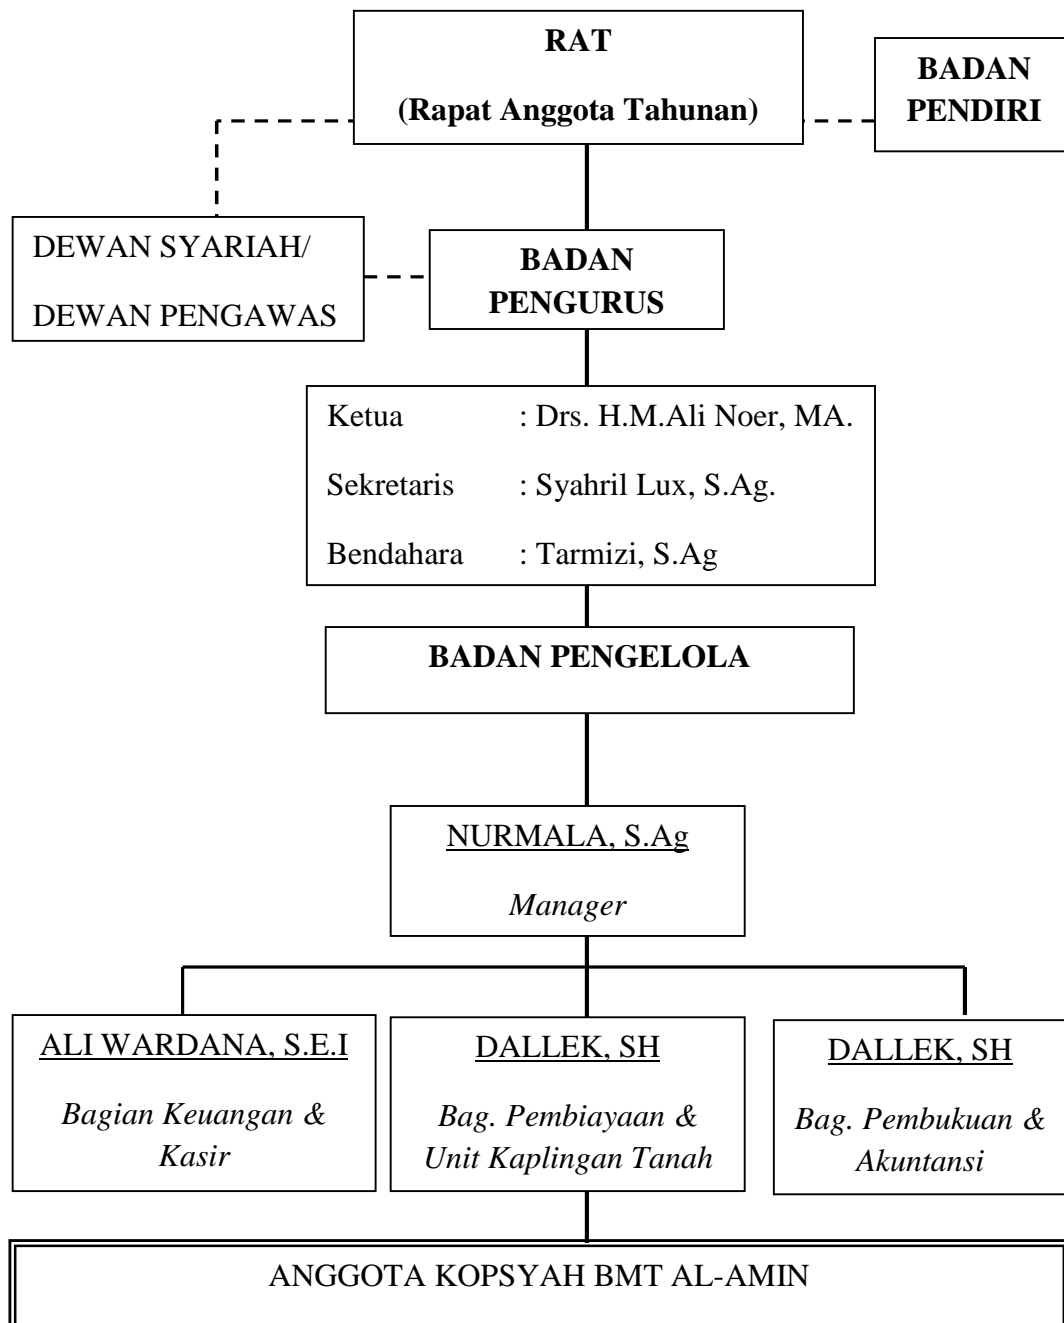 RAT
(Rapat Anggota Tahunan)
BADAN
PENDIRI
DEWAN SYARIAH/
DEWAN PENGAWAS
BADAN
PENGURUS
Ketua : Drs. H.M.Ali Noer, MA.
Sekretaris : Syahril Lux, S.Ag.
Bendahara : Tarmizi, S.Ag
BADAN PENGELOLA
NURMALA, S.Ag
Manager
ALI WARDANA, S.E.I
Bagian Keuangan &
Kasir
DALLEK, SH
Bag. Pembiayaan &
Unit Kaplingan Tanah
DALLEK, SH
Bag. Pembukuan &
Akuntansi
ANGGOTA KOPSYAH BMT AL-AMIN